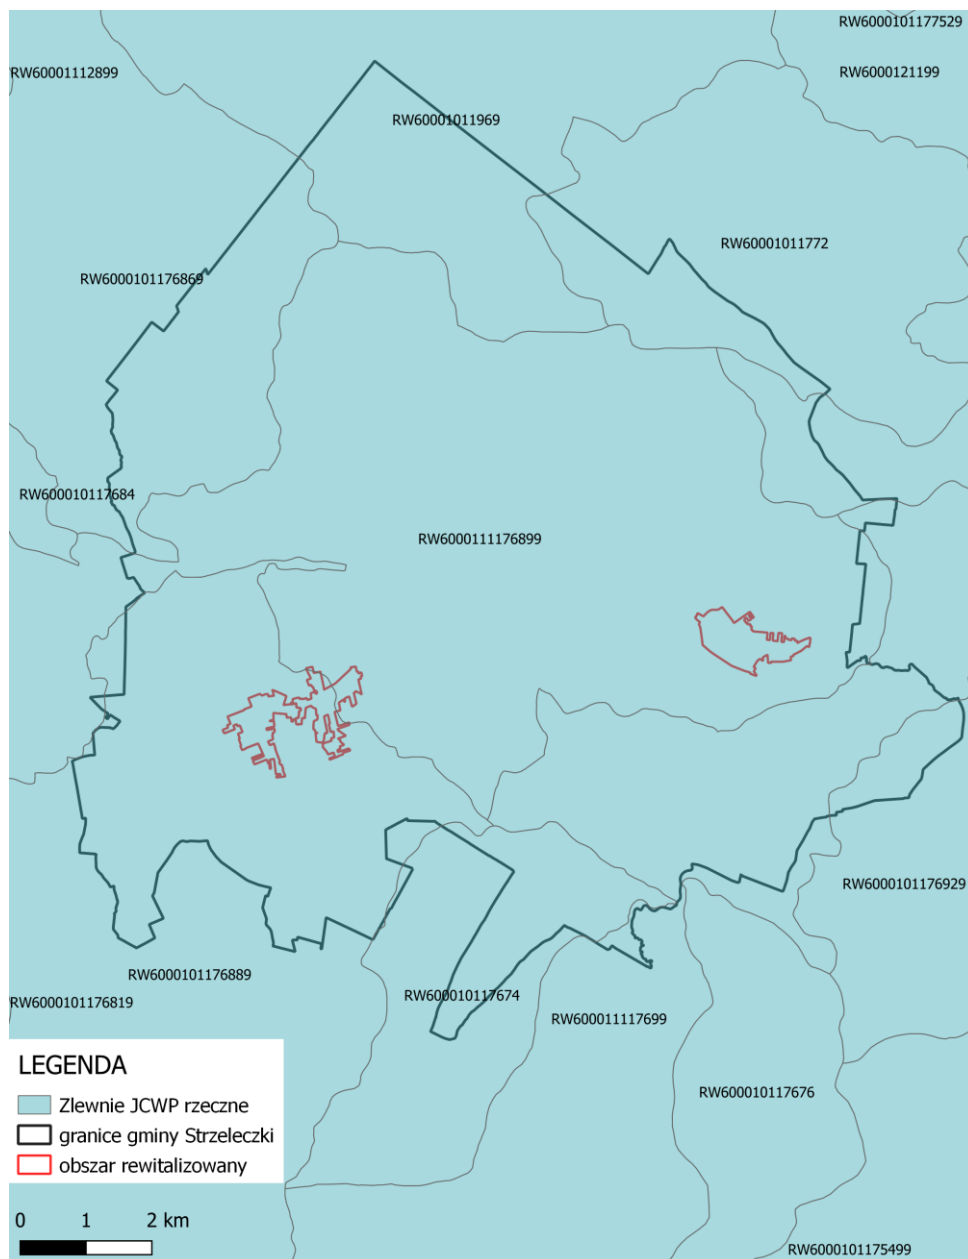 RW6000101177529
RW60001112899
RW6000121199
RW60001011969
RW60001011772
RW6000101176869
RW600010117684
RW6000111176899
RW6000101176929
RW6000101176889
RW6000101176819
RW600010117674
RW600011117699
RW600010117676
RW6000101175499
LEGENDA
Zlewnie JCWP rzeczne
granice gminy Strzeleczki
obszar rewitalizowany
0 1 2 km